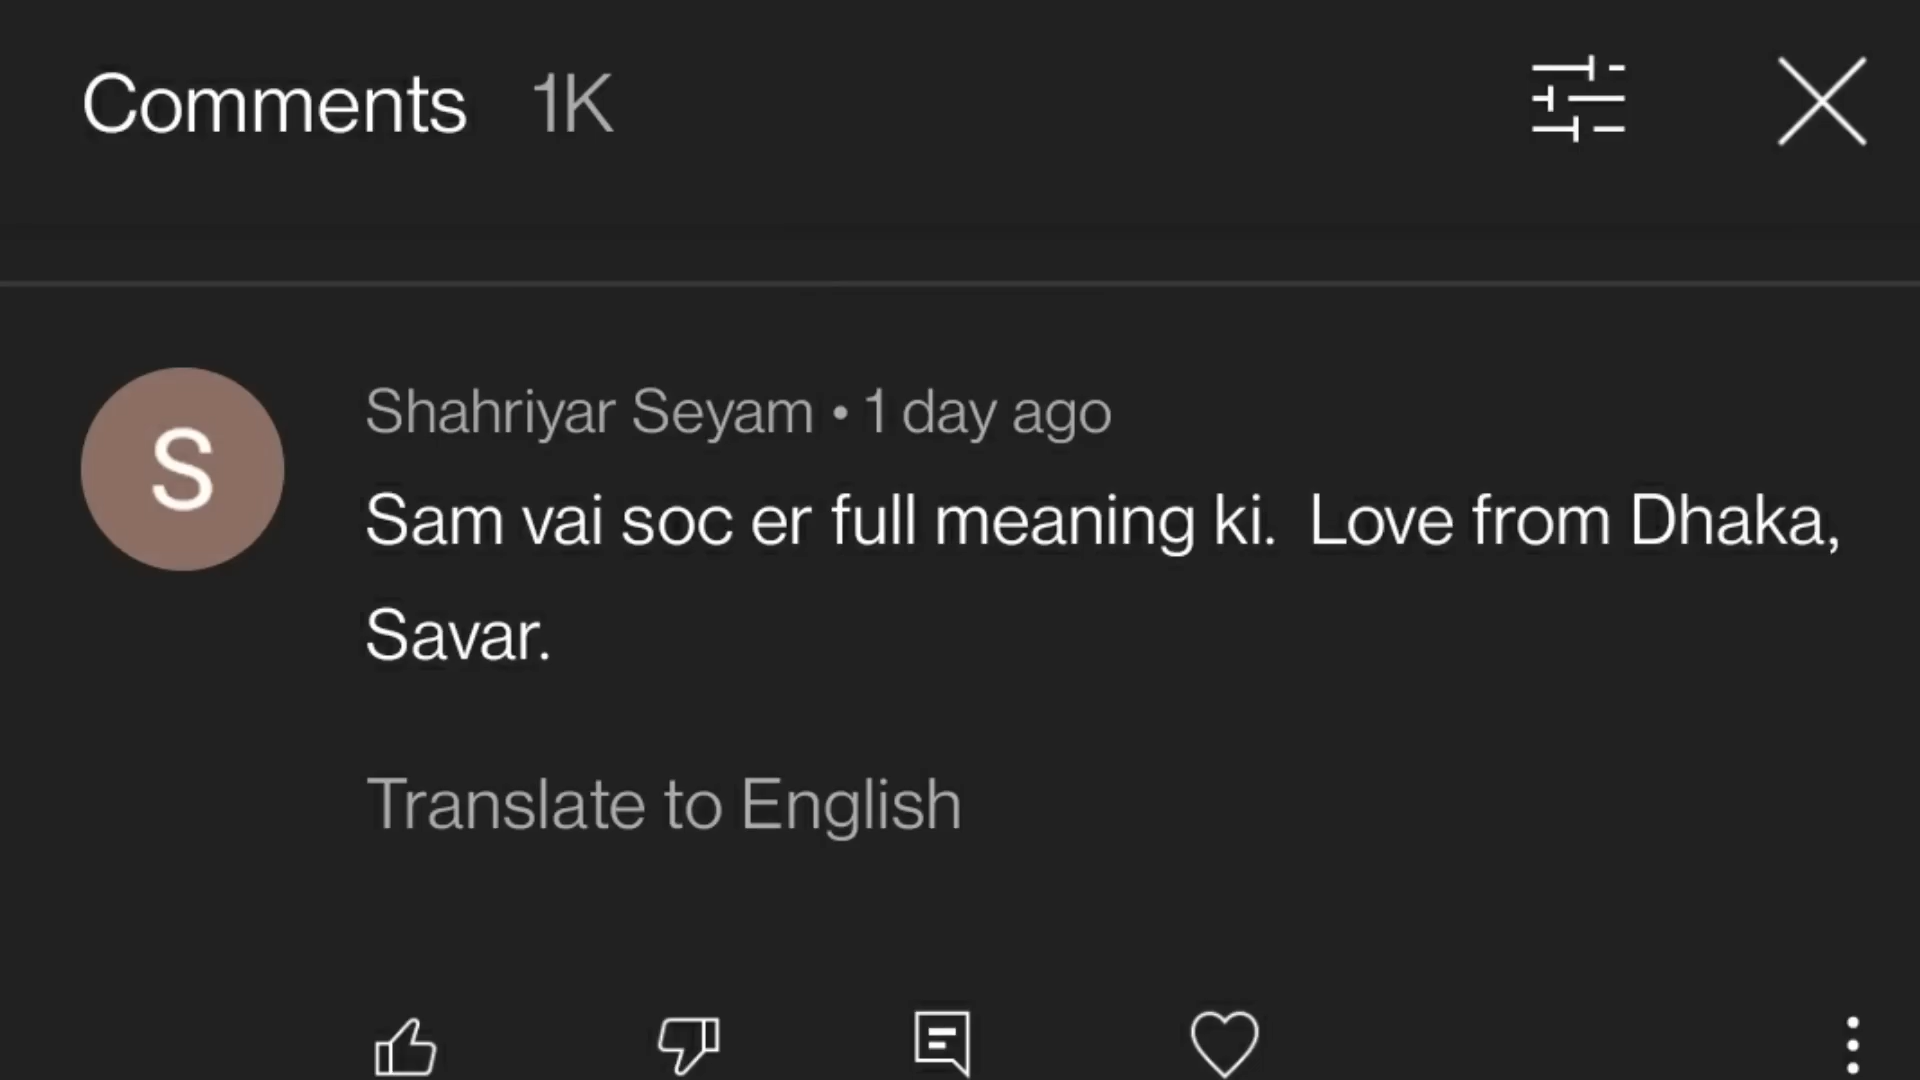 Comments 1K
S
Shahriyar Seyam • 1 day ago
Sam vai soc er full meaning ki.  Love from Dhaka,
Savar.
Translate to English